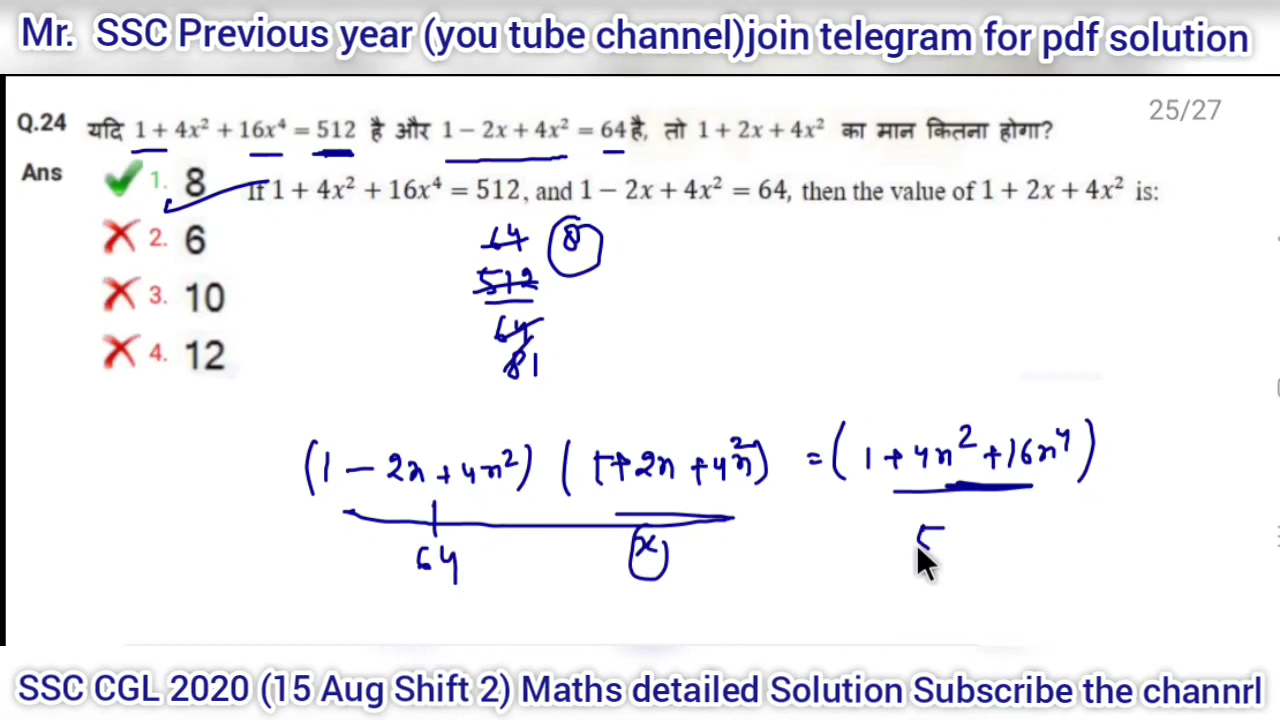 Mr. SSC Previous year (you tube channel)join telegram for pdf solution
25/27
Q.24 यदि 1 + 4x² + 16x⁴ = 512 है और 1 − 2x + 4x² = 64 है, तो 1 + 2x + 4x² का मान कितना होगा?
Ans 1. 8
If 1 + 4x² + 16x⁴ = 512, and 1 − 2x + 4x² = 64, then the value of 1 + 2x + 4x² is:
2. 6
3. 10
4. 12
64 8
512
64
81
(1 − 2x + 4x²) (1 + 2x + 4x²) = (1 + 4x² + 16x⁴)
64 x 5
SSC CGL 2020 (15 Aug Shift 2) Maths detailed Solution Subscribe the channrl